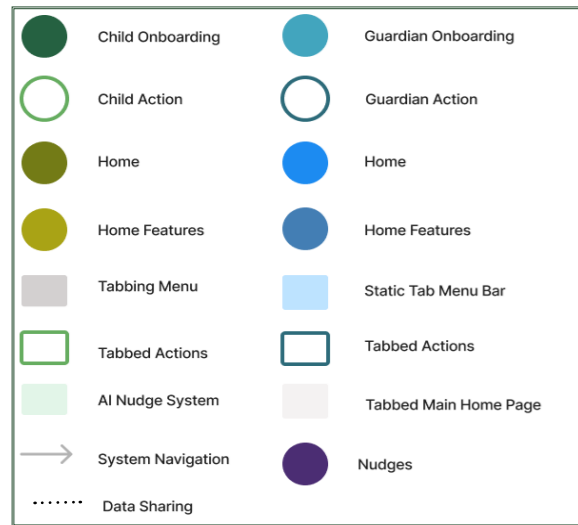 Child Onboarding
Guardian Onboarding
Child Action
Guardian Action
Home
Home
Home Features
Home Features
Tabbing Menu
Static Tab Menu Bar
Tabbed Actions
Tabbed Actions
AI Nudge System
Tabbed Main Home Page
System Navigation
Nudges
Data Sharing